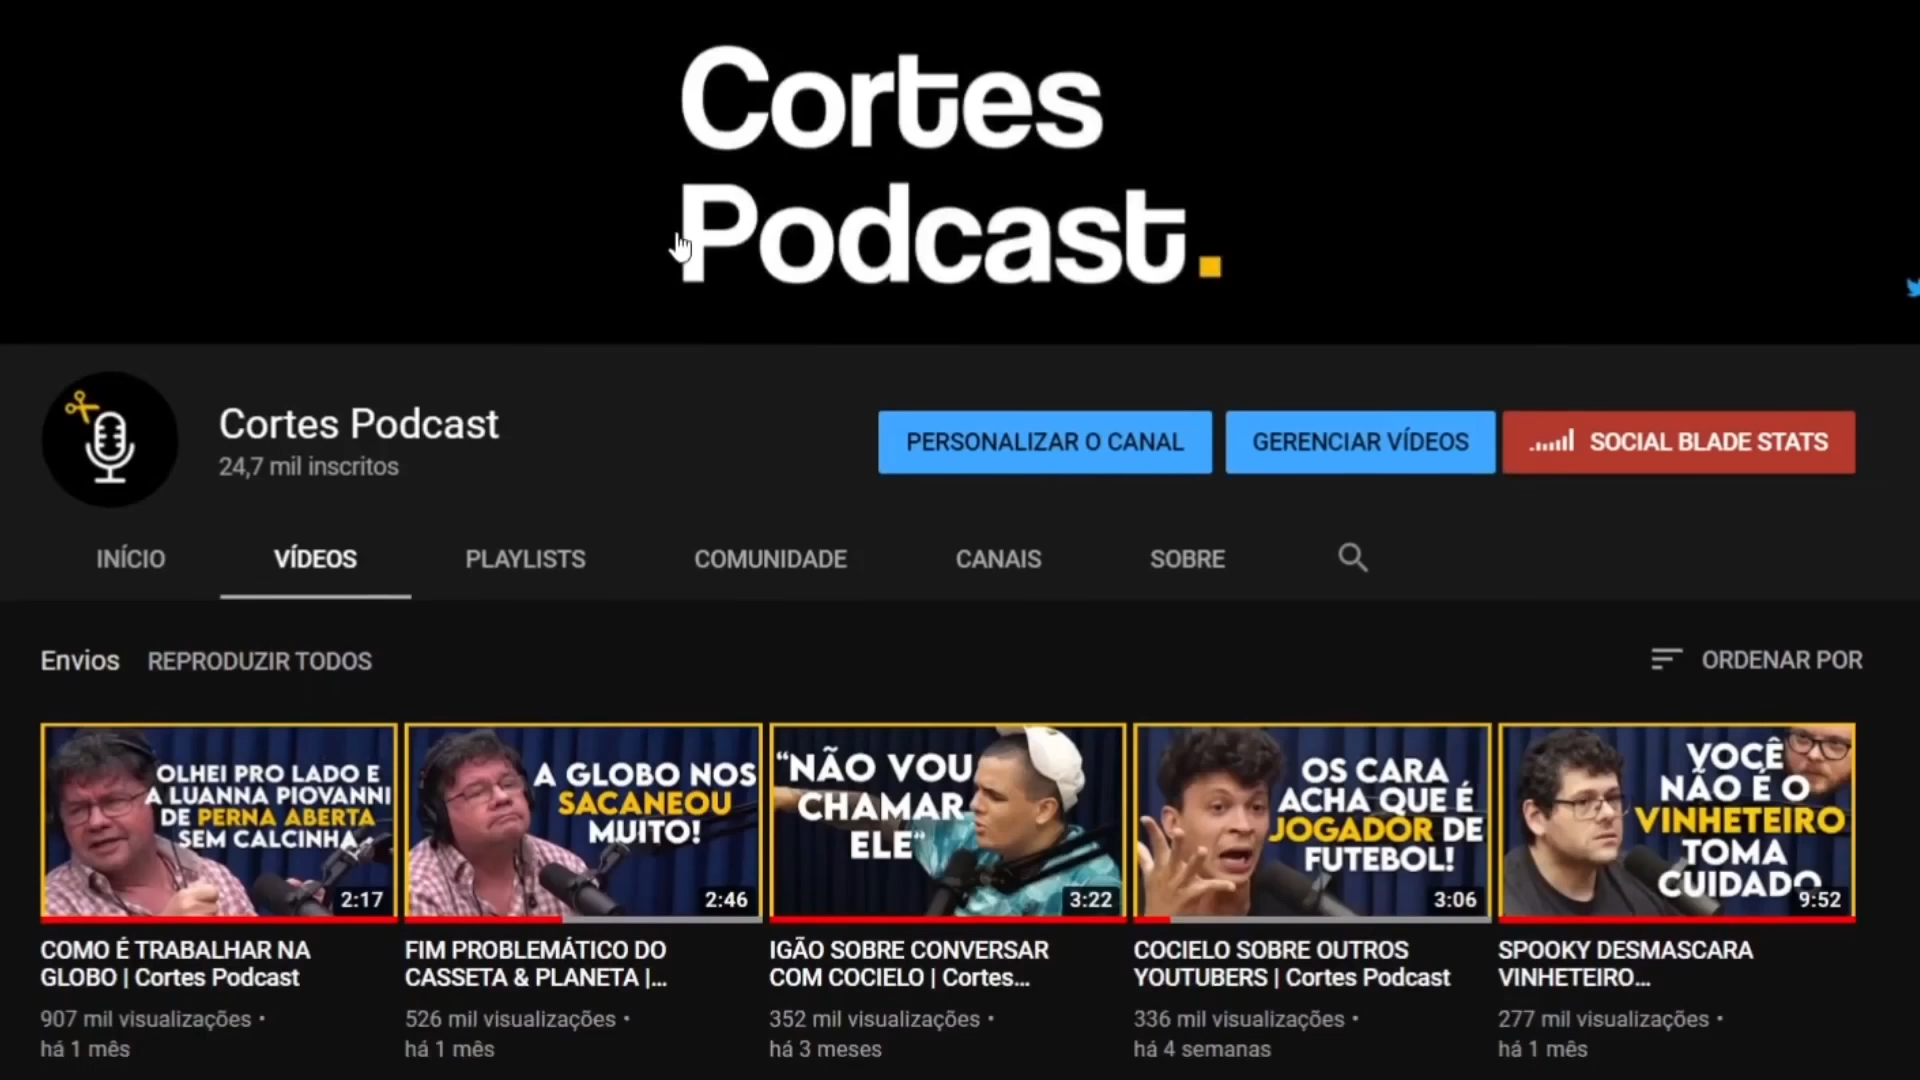 Cortes
Podcast.
Cortes Podcast
24,7 mil inscritos
PERSONALIZAR O CANAL
GERENCIAR VÍDEOS
SOCIAL BLADE STATS
INÍCIO
VÍDEOS
PLAYLISTS
COMUNIDADE
CANAIS
SOBRE
Envios
REPRODUZIR TODOS
ORDENAR POR
OLHEI PRO LADO E
A LUANNA PIOVANNI
DE PERNA ABERTA
SEM CALCINHA
2:17
COMO É TRABALHAR NA
GLOBO | Cortes Podcast
907 mil visualizações •
há 1 mês
A GLOBO NOS
SACANEOU
MUITO!
2:46
FIM PROBLEMÁTICO DO
CASSETA & PLANETA |...
526 mil visualizações •
há 1 mês
“NÃO VOU
CHAMAR
ELE”
3:22
IGÃO SOBRE CONVERSAR
COM COCIELO | Cortes...
352 mil visualizações •
há 3 meses
OS CARA
ACHA QUE É
JOGADOR DE
FUTEBOL!
3:06
COCIELO SOBRE OUTROS
YOUTUBERS | Cortes Podcast
336 mil visualizações •
há 4 semanas
VOCÊ
NÃO É O
VINHETEIRO
TOMA
CUIDADO
9:52
SPOOKY DESMASCARA
VINHETEIRO...
277 mil visualizações •
há 1 mês